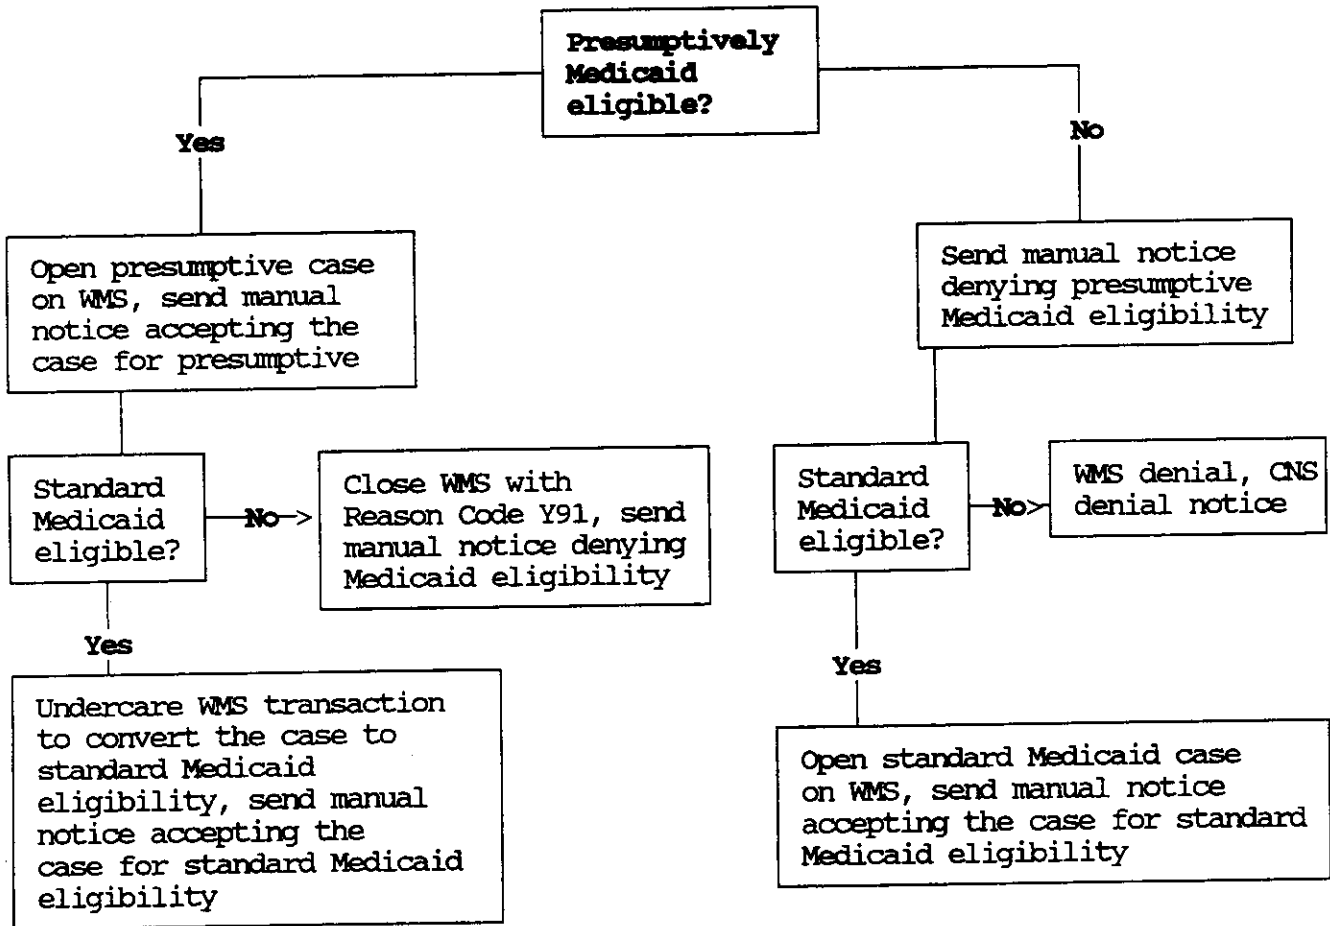 Presumptively
Medicaid
eligible?
Yes
No
Open presumptive case
on WMS, send manual
notice accepting the
case for presumptive
Send manual notice
denying presumptive
Medicaid eligibility
Standard
Medicaid
eligible?
No
Close WMS with
Reason Code Y91, send
manual notice denying
Medicaid eligibility
Standard
Medicaid
eligible?
No
WMS denial, CNS
denial notice
Yes
Undercare WMS transaction
to convert the case to
standard Medicaid
eligibility, send manual
notice accepting the
case for standard Medicaid
eligibility
Yes
Open standard Medicaid case
on WMS, send manual notice
accepting the case for standard
Medicaid eligibility